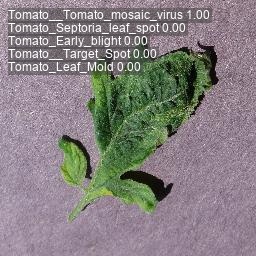 Tomato__Tomato_mosaic_virus 1.00
Tomato_Septoria_leaf_spot 0.00
Tomato_Early_blight 0.00
Tomato__Target_Spot 0.00
Tomato_Leaf_Mold 0.00